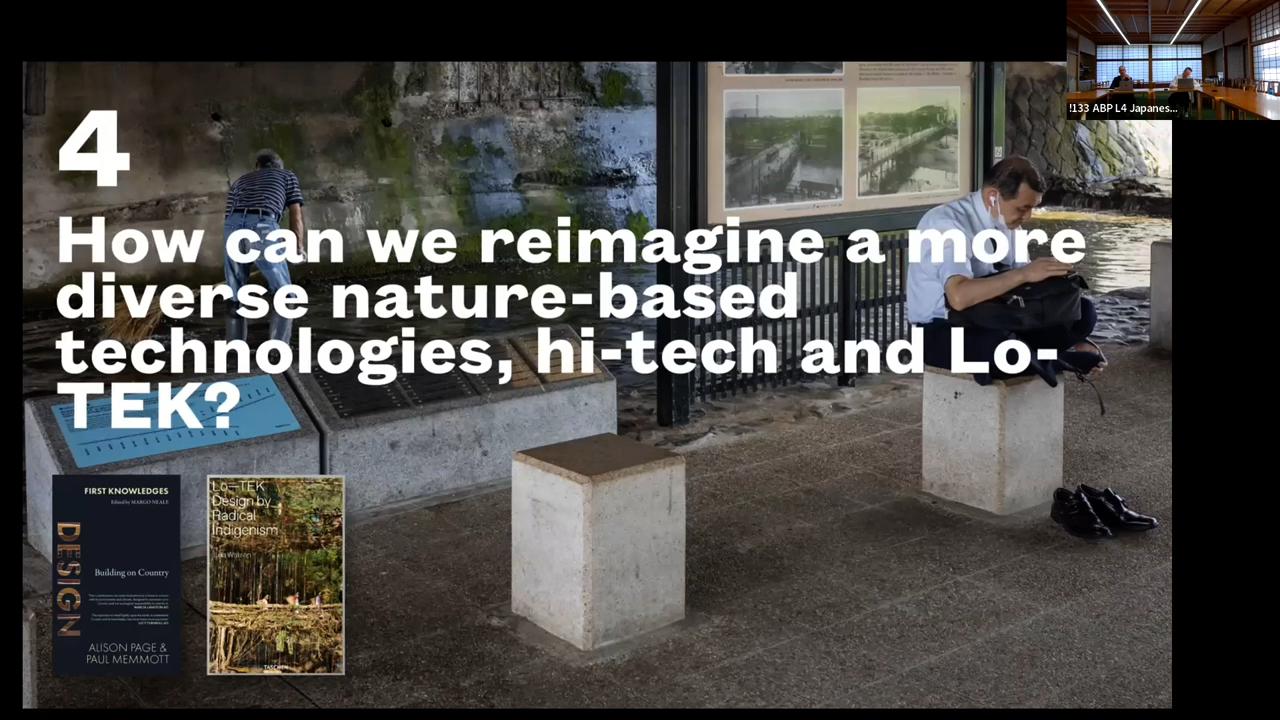 !133 ABP L4 Japanes...
4
How can we reimagine a more
diverse nature-based
technologies, hi-tech and Lo-
TEK?
FIRST KNOWLEDGES
Edited by MARGO NEALE
DESIGN
Building on Country
ALISON PAGE &
PAUL MEMMOTT
Lo—TEK
Design by
Radical
Indigenism
Julia Watson
TASCHEN